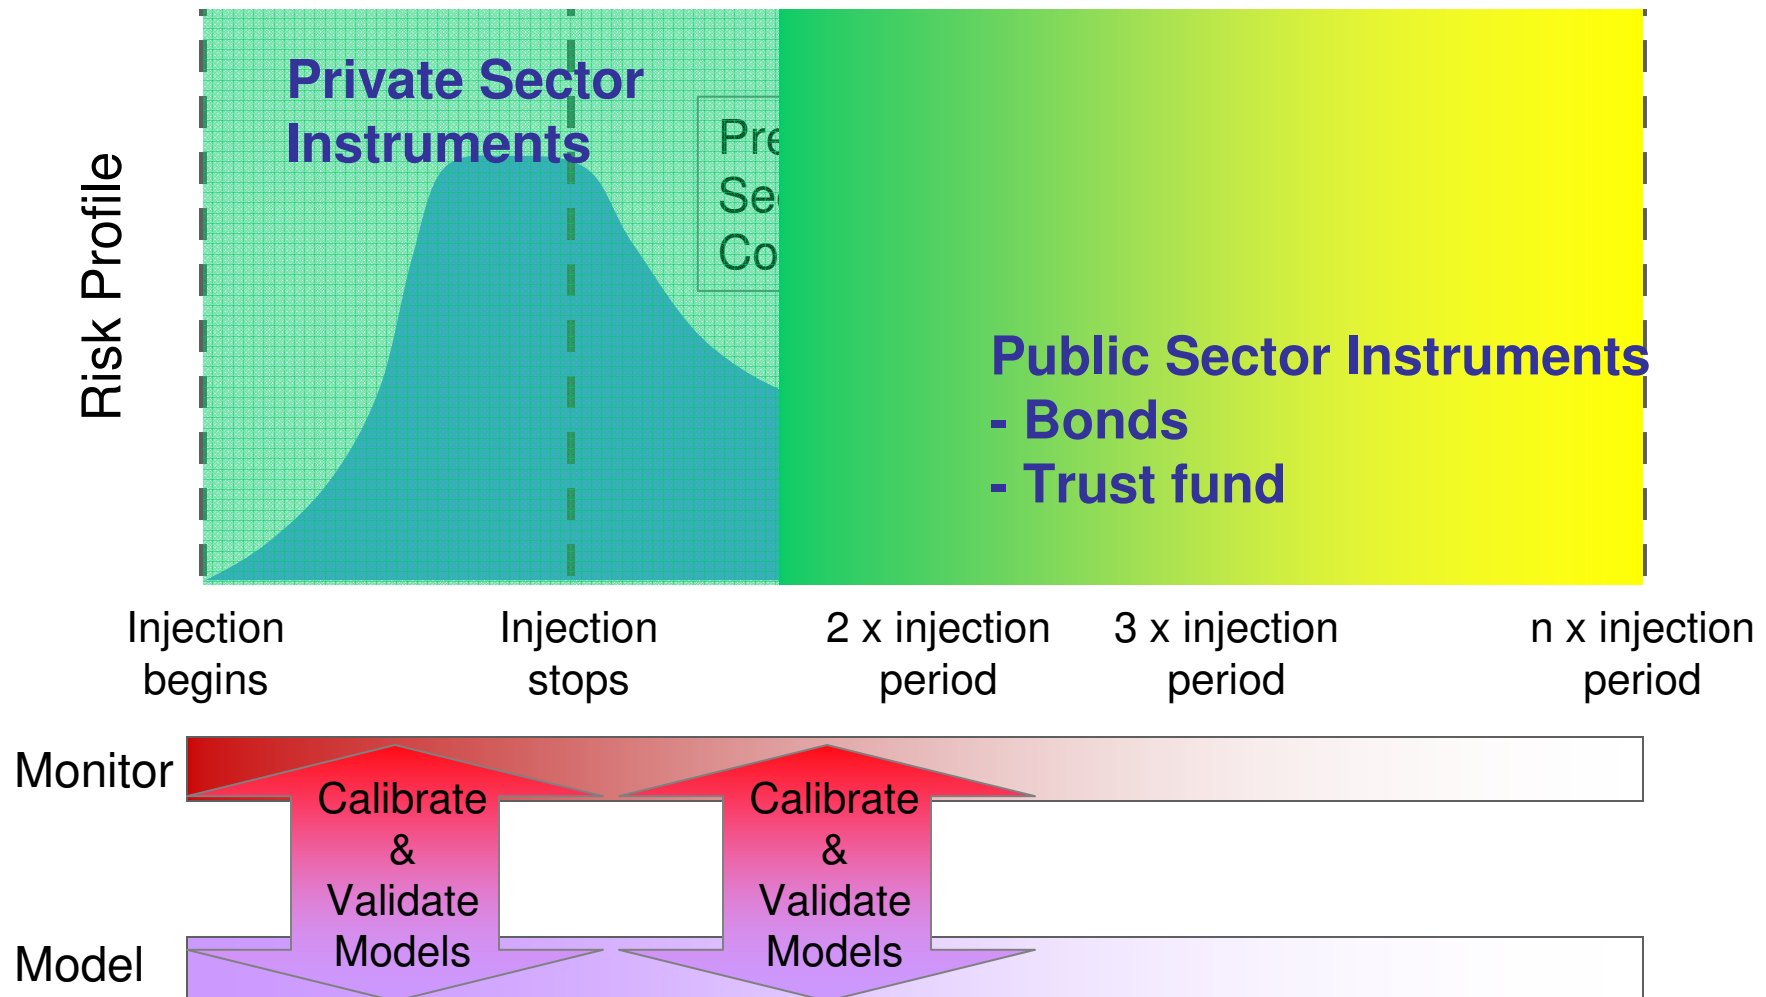 Private Sector
Instruments
Pre
Sec
Co
Risk Profile
Public Sector Instruments
- Bonds
- Trust fund
Injection
begins
Injection
stops
2 x injection
period
3 x injection
period
n x injection
period
Monitor
Calibrate
&
Validate
Models
Calibrate
&
Validate
Models
Model